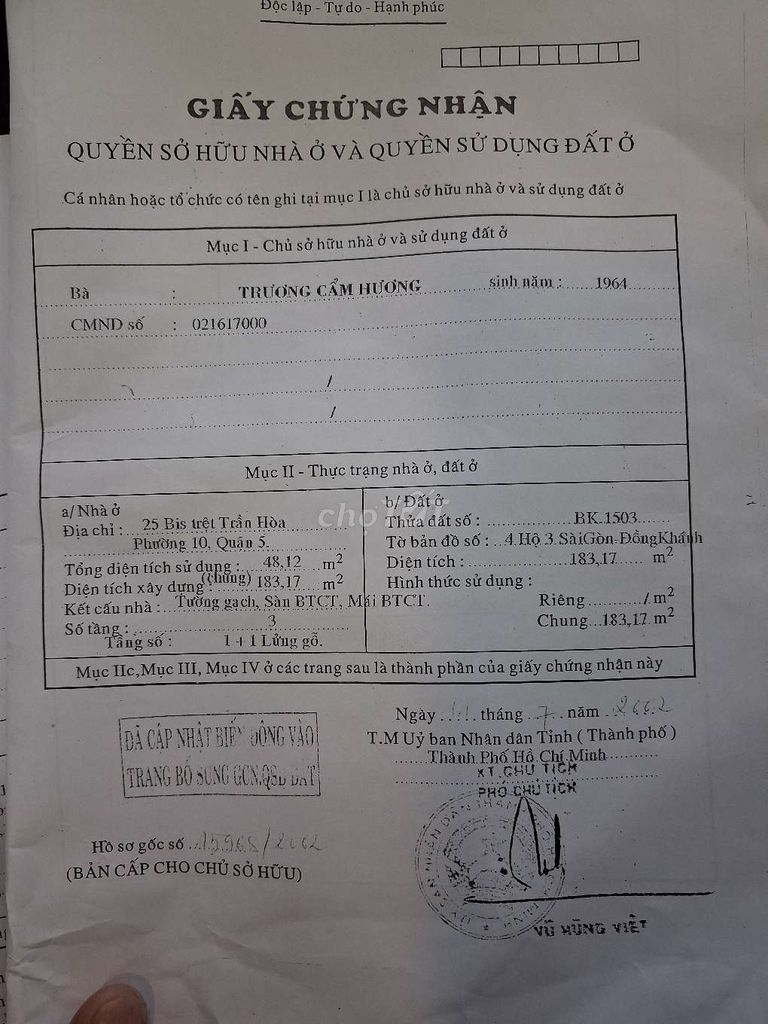 Độc lập - Tự do - Hạnh phúc
GIẤY CHỨNG NHẬN
QUYỀN SỞ HỮU NHÀ Ở VÀ QUYỀN SỬ DỤNG ĐẤT Ở
Cá nhân hoặc tổ chức có tên ghi tại mục I là chủ sở hữu nhà ở và sử dụng đất ở
Mục I - Chủ sở hữu nhà ở và sử dụng đất ở
Bà : TRƯƠNG CẨM HƯƠNG sinh năm : 1964
CMND số : 021617000
/
/
Mục II - Thực trạng nhà ở, đất ở
a/ Nhà ở
Địa chỉ : 25 Bis trệt Trần Hòa
Phường 10, Quận 5
Tổng diện tích sử dụng : 48,12 m2
Diện tích xây dựng : (chung) 183,17 m2
Kết cấu nhà : Tường gạch, Sàn BTCT, Mái BTCT.
Số tầng : 3
Tầng số : 1 + 1 Lửng gỗ.
b/ Đất ở
Thửa đất số : BK.1503
Tờ bản đồ số : 4 Hộ 3 SàiGòn-ĐồngKhánh
Diện tích : 183,17 m2
Hình thức sử dụng :
Riêng / m2
Chung 183,17 m2
chợTỐT
Mục IIc, Mục III, Mục IV ở các trang sau là thành phần của giấy chứng nhận này
ĐÃ CẤP NHẬT BIẾN ĐỘNG VÀO
TRANG BỔ SUNG GCN.QSD ĐẤT
Hồ sơ gốc số 15968/2002
(BẢN CẤP CHO CHỦ SỞ HỮU)
Ngày 11 tháng 7 năm 2002
T.M Uỷ ban Nhân dân Tỉnh ( Thành phố )
Thành Phố Hồ Chí Minh
KT.CHỦ TỊCH
PHÓ CHỦ TỊCH
VŨ HÙNG VIỆT